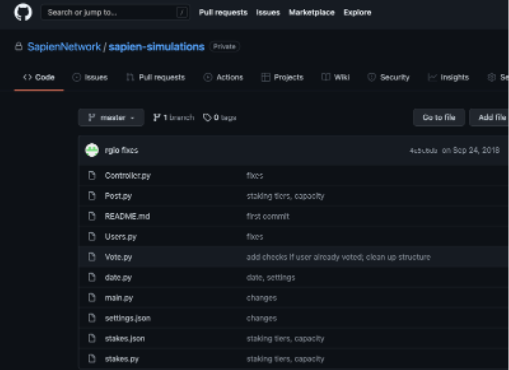 Search or jump to... / Pull requests Issues Marketplace Explore
SapienNetwork / sapien-simulations Private
<> Code Issues Pull requests Actions Projects Wiki Security Insights Se
master 1 branch 0 tags Go to file Add file
rgio fixes on Sep 24, 2018
Controller.py fixes
Post.py staking tiers, capacity
README.md first commit
Users.py fixes
Vote.py add checks if user already voted; clean up structure
date.py date, settings
main.py changes
settings.json changes
stakes.json staking tiers, capacity
stakes.py staking tiers, capacity